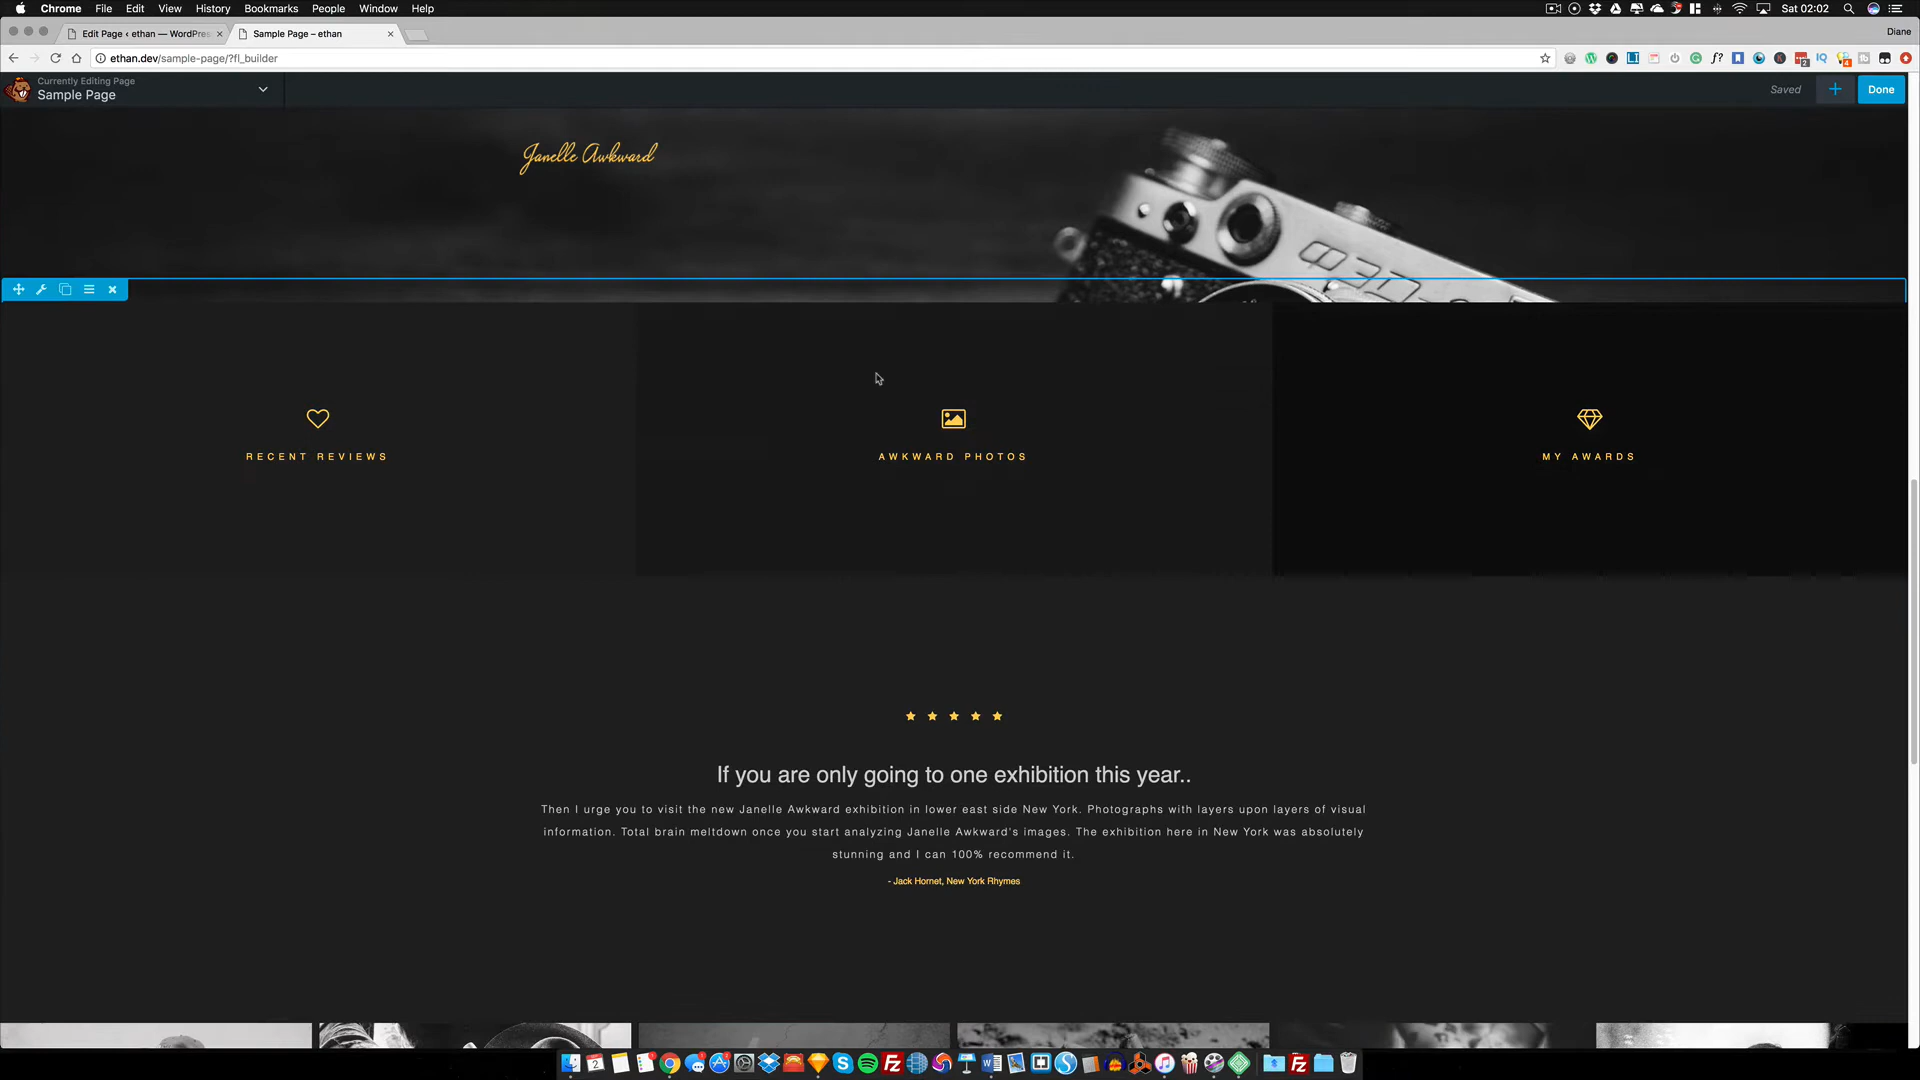 Chrome File Edit View History Bookmarks People Window Help Sat 02:02
Edit Page ‹ ethan — WordPres Sample Page – ethan Diane
ethan.dev/sample-page/?fl_builder
Currently Editing Page
Sample Page
Saved
Done
Janelle Awkward
RECENT REVIEWS
AWKWARD PHOTOS
MY AWARDS
If you are only going to one exhibition this year..
Then I urge you to visit the new Janelle Awkward exhibition in lower east side New York. Photographs with layers upon layers of visual
information. Total brain meltdown once you start analyzing Janelle Awkward's images. The exhibition here in New York was absolutely
stunning and I can 100% recommend it.
- Jack Hornet, New York Rhymes